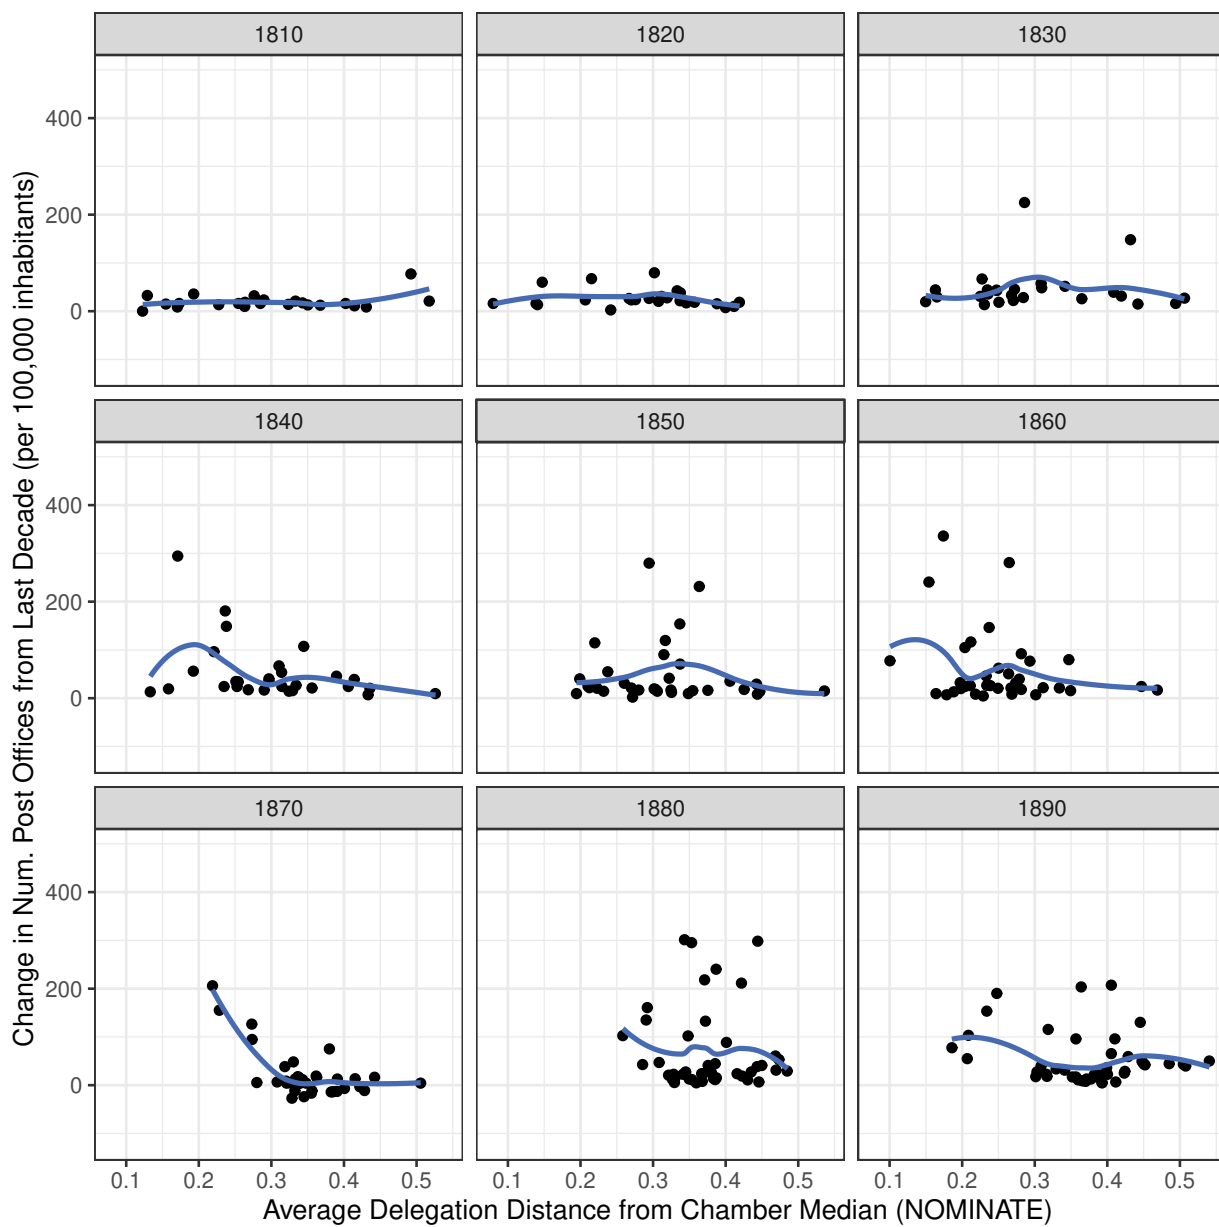 1810 1820 1830
400
200
0
1840 1850 1860
400
200
0
1870 1880 1890
400
200
0
0.1 0.2 0.3 0.4 0.5 0.1 0.2 0.3 0.4 0.5 0.1 0.2 0.3 0.4 0.5
Average Delegation Distance from Chamber Median (NOMINATE)
Change in Num. Post Offices from Last Decade (per 100,000 inhabitants)